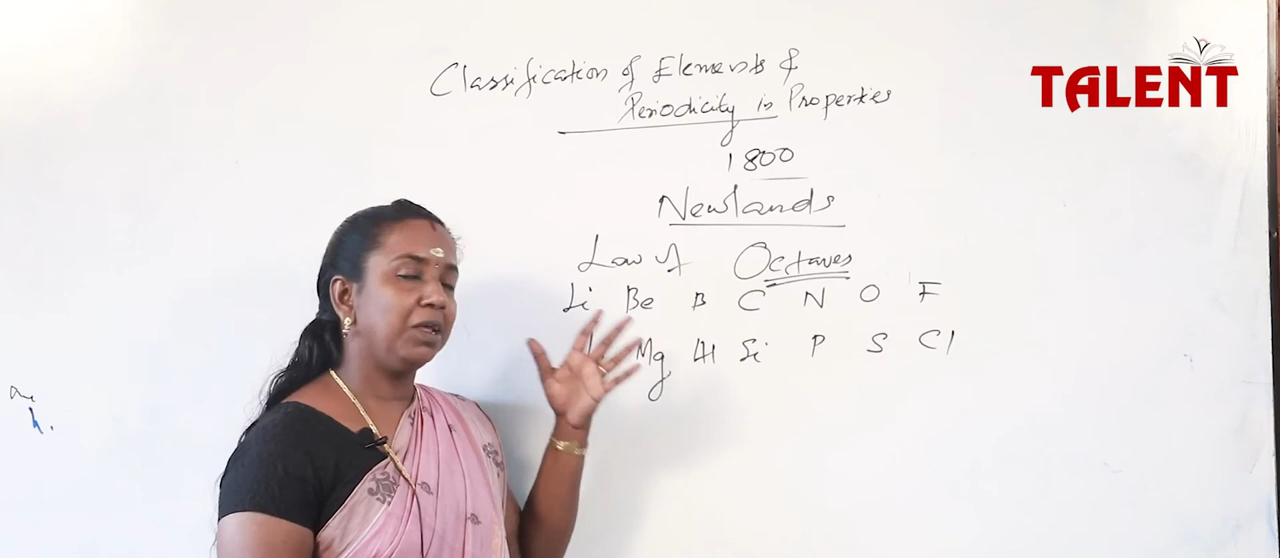 TALENT
Classification of Elements &
Periodicity in Properties
1800
Newlands
Law of Octaves
Li Be B C N O F
Mg Al Si P S Cl
h.